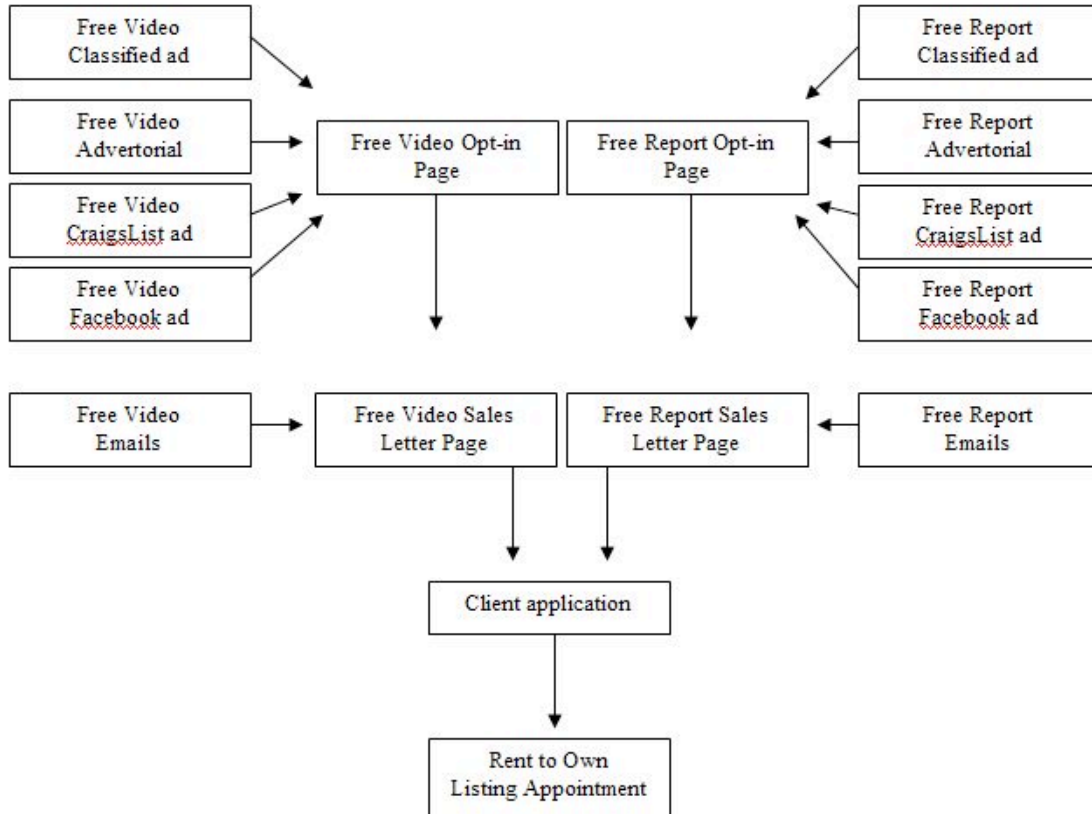 Free Video
Classified ad
Free Report
Classified ad
Free Video
Advertorial
Free Video Opt-in
Page
Free Report Opt-in
Page
Free Report
Advertorial
Free Video
CraigsList ad
Free Report
CraigsList ad
Free Video
Facebook ad
Free Report
Facebook ad
Free Video
Emails
Free Video Sales
Letter Page
Free Report Sales
Letter Page
Free Report
Emails
Client application
Rent to Own
Listing Appointment